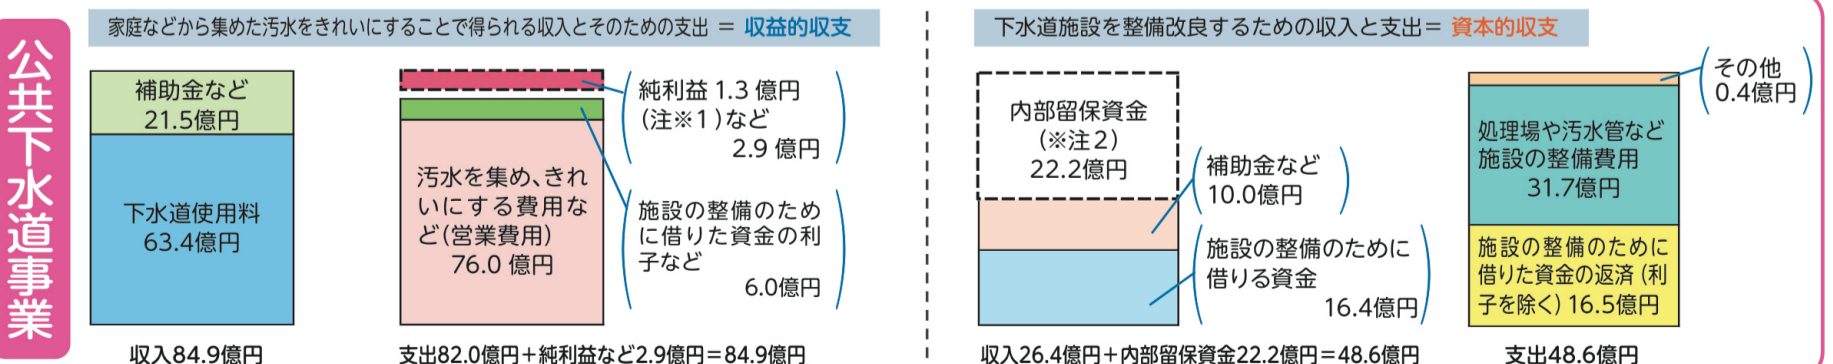 公共下水道事業
家庭などから集めた汚水をきれいにすることで得られる収入とそのための支出 = 収益的収支
補助金など
21.5億円
下水道使用料
63.4億円
収入84.9億円
純利益 1.3 億円
(注※1)など
2.9 億円
汚水を集め、きれ
いにする費用な
ど(営業費用)
76.0 億円
施設の整備のため
に借りた資金の利
子など
6.0億円
支出82.0億円+純利益など2.9億円=84.9億円
下水道施設を整備改良するための収入と支出= 資本的収支
内部留保資金
(※注2)
22.2億円
補助金など
10.0億円
施設の整備のために
借りる資金
16.4億円
収入26.4億円+内部留保資金22.2億円=48.6億円
その他
0.4億円
処理場や汚水管など
施設の整備費用
31.7億円
施設の整備のために
借りた資金の返済(利
子を除く)16.5億円
支出48.6億円